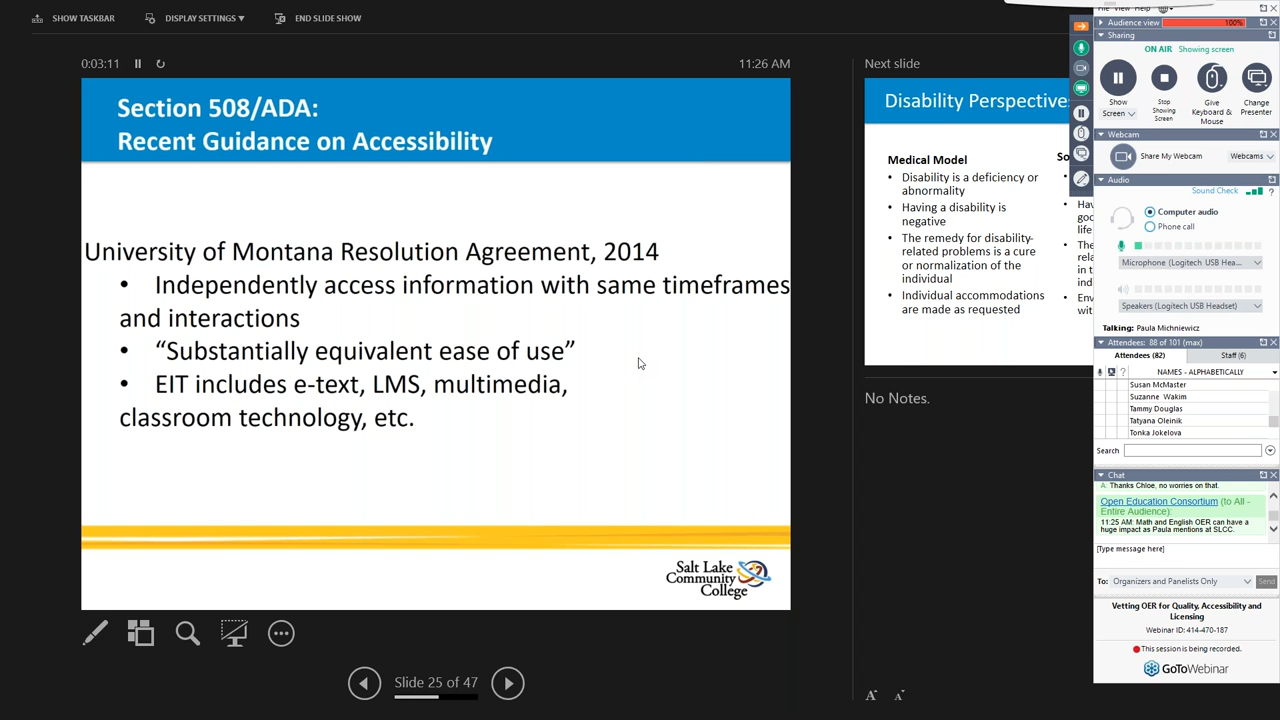 SHOW TASKBAR
DISPLAY SETTINGS ▼
END SLIDE SHOW
0:03:11
11:26 AM
Section 508/ADA:
Recent Guidance on Accessibility
University of Montana Resolution Agreement, 2014
• Independently access information with same timeframes
and interactions
• “Substantially equivalent ease of use”
• EIT includes e-text, LMS, multimedia,
classroom technology, etc.
Salt Lake
Community
College
Slide 25 of 47
Next slide
Disability Perspective
Medical Model
• Disability is a deficiency or
abnormality
• Having a disability is
negative
• The remedy for disability-
related problems is a cure
or normalization of the
individual
• Individual accommodations
are made as requested
No Notes.
File View Help
Audience view
100%
Sharing
ON AIR Showing screen
Show
Screen
Stop
Showing
Screen
Give
Keyboard &
Mouse
Change
Presenter
Webcam
Share My Webcam
Webcams
Audio
Sound Check
?
Computer audio
Phone call
Microphone (Logitech USB Hea...
Speakers (Logitech USB Headset)
Talking: Paula Michniewicz
Attendees: 88 of 101 (max)
Attendees (82)
Staff (6)
NAMES - ALPHABETICALLY
Susan McMaster
Suzanne Wakim
Tammy Douglas
Tatyana Oleinik
Tonka Jokelova
Search
Chat
A: Thanks Chloe, no worries on that.
Open Education Consortium (to All -
Entire Audience):
11:25 AM: Math and English OER can have a
huge impact as Paula mentions at SLCC.
[Type message here]
To: Organizers and Panelists Only
Send
Vetting OER for Quality, Accessibility and
Licensing
Webinar ID: 414-470-187
This session is being recorded.
GoToWebinar